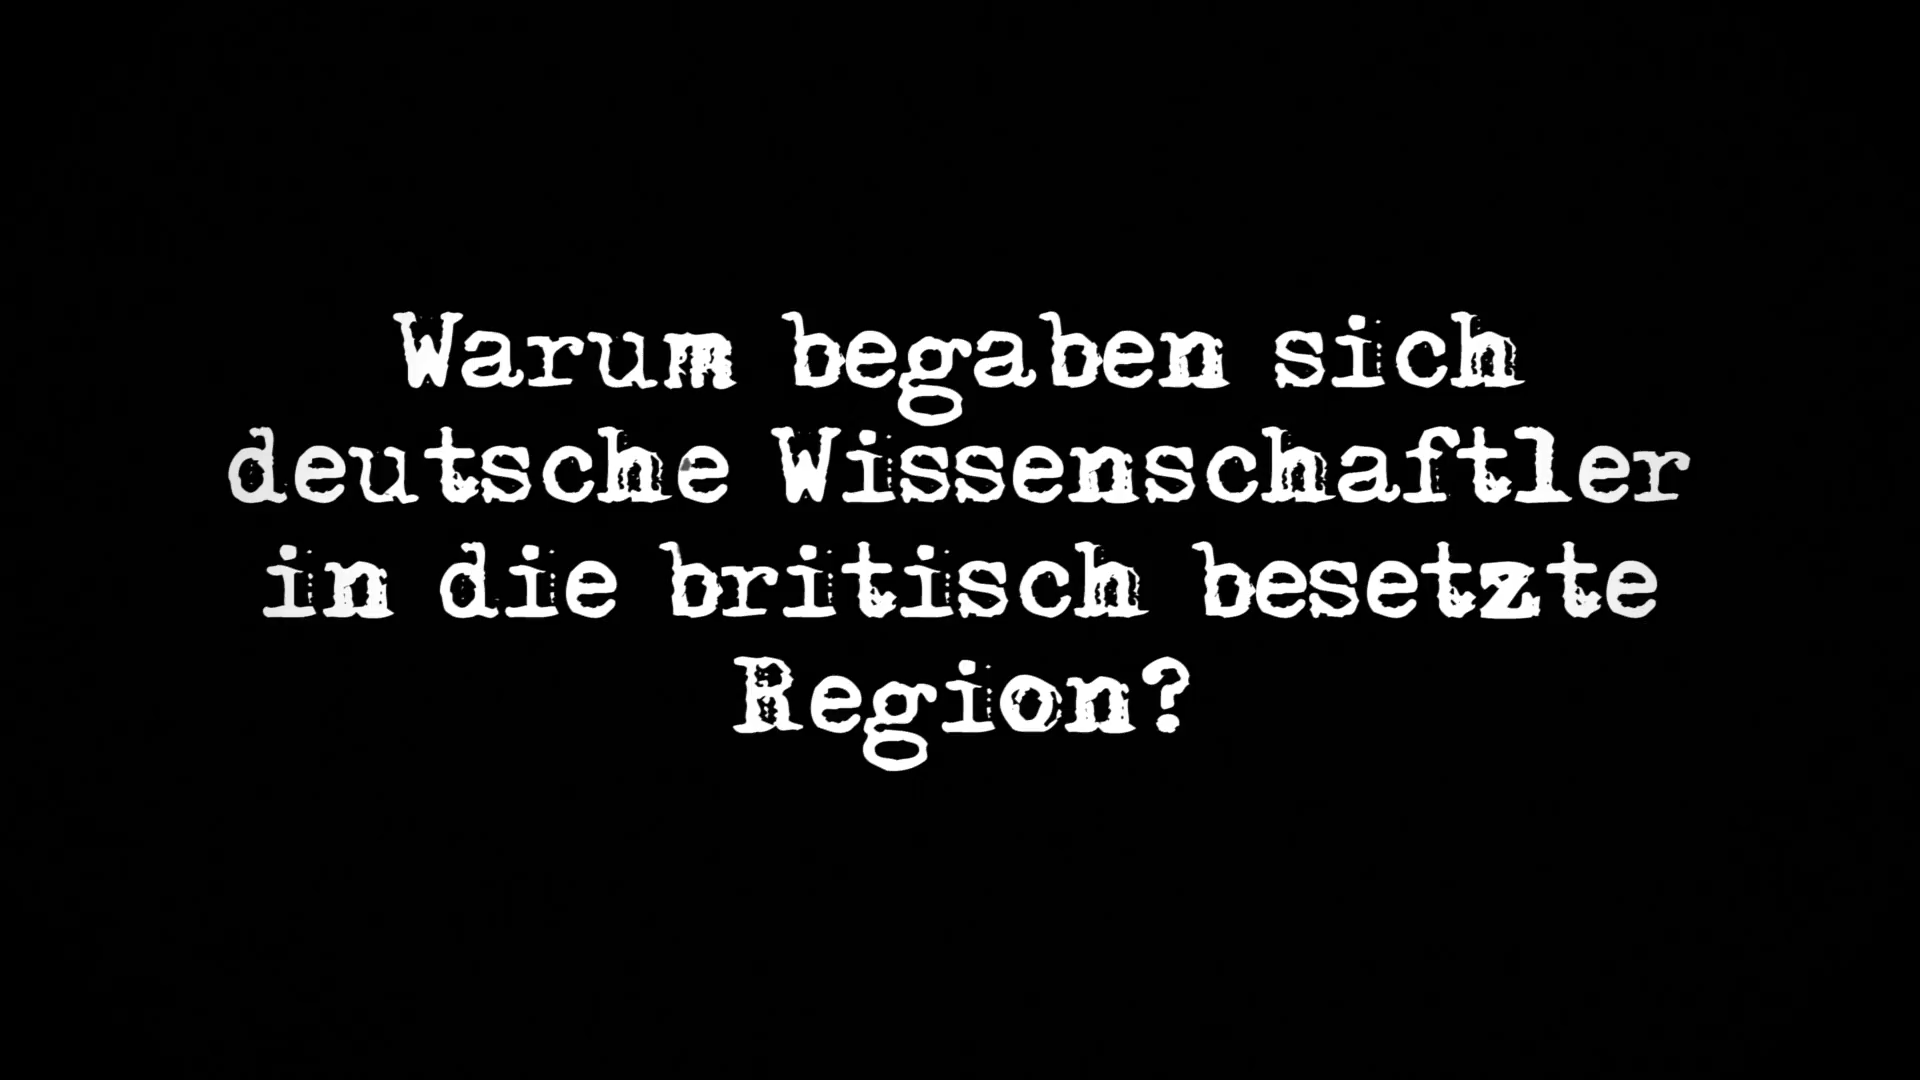 Warum begaben sich
deutsche Wissenschaftler
in die britisch besetzte
Region?